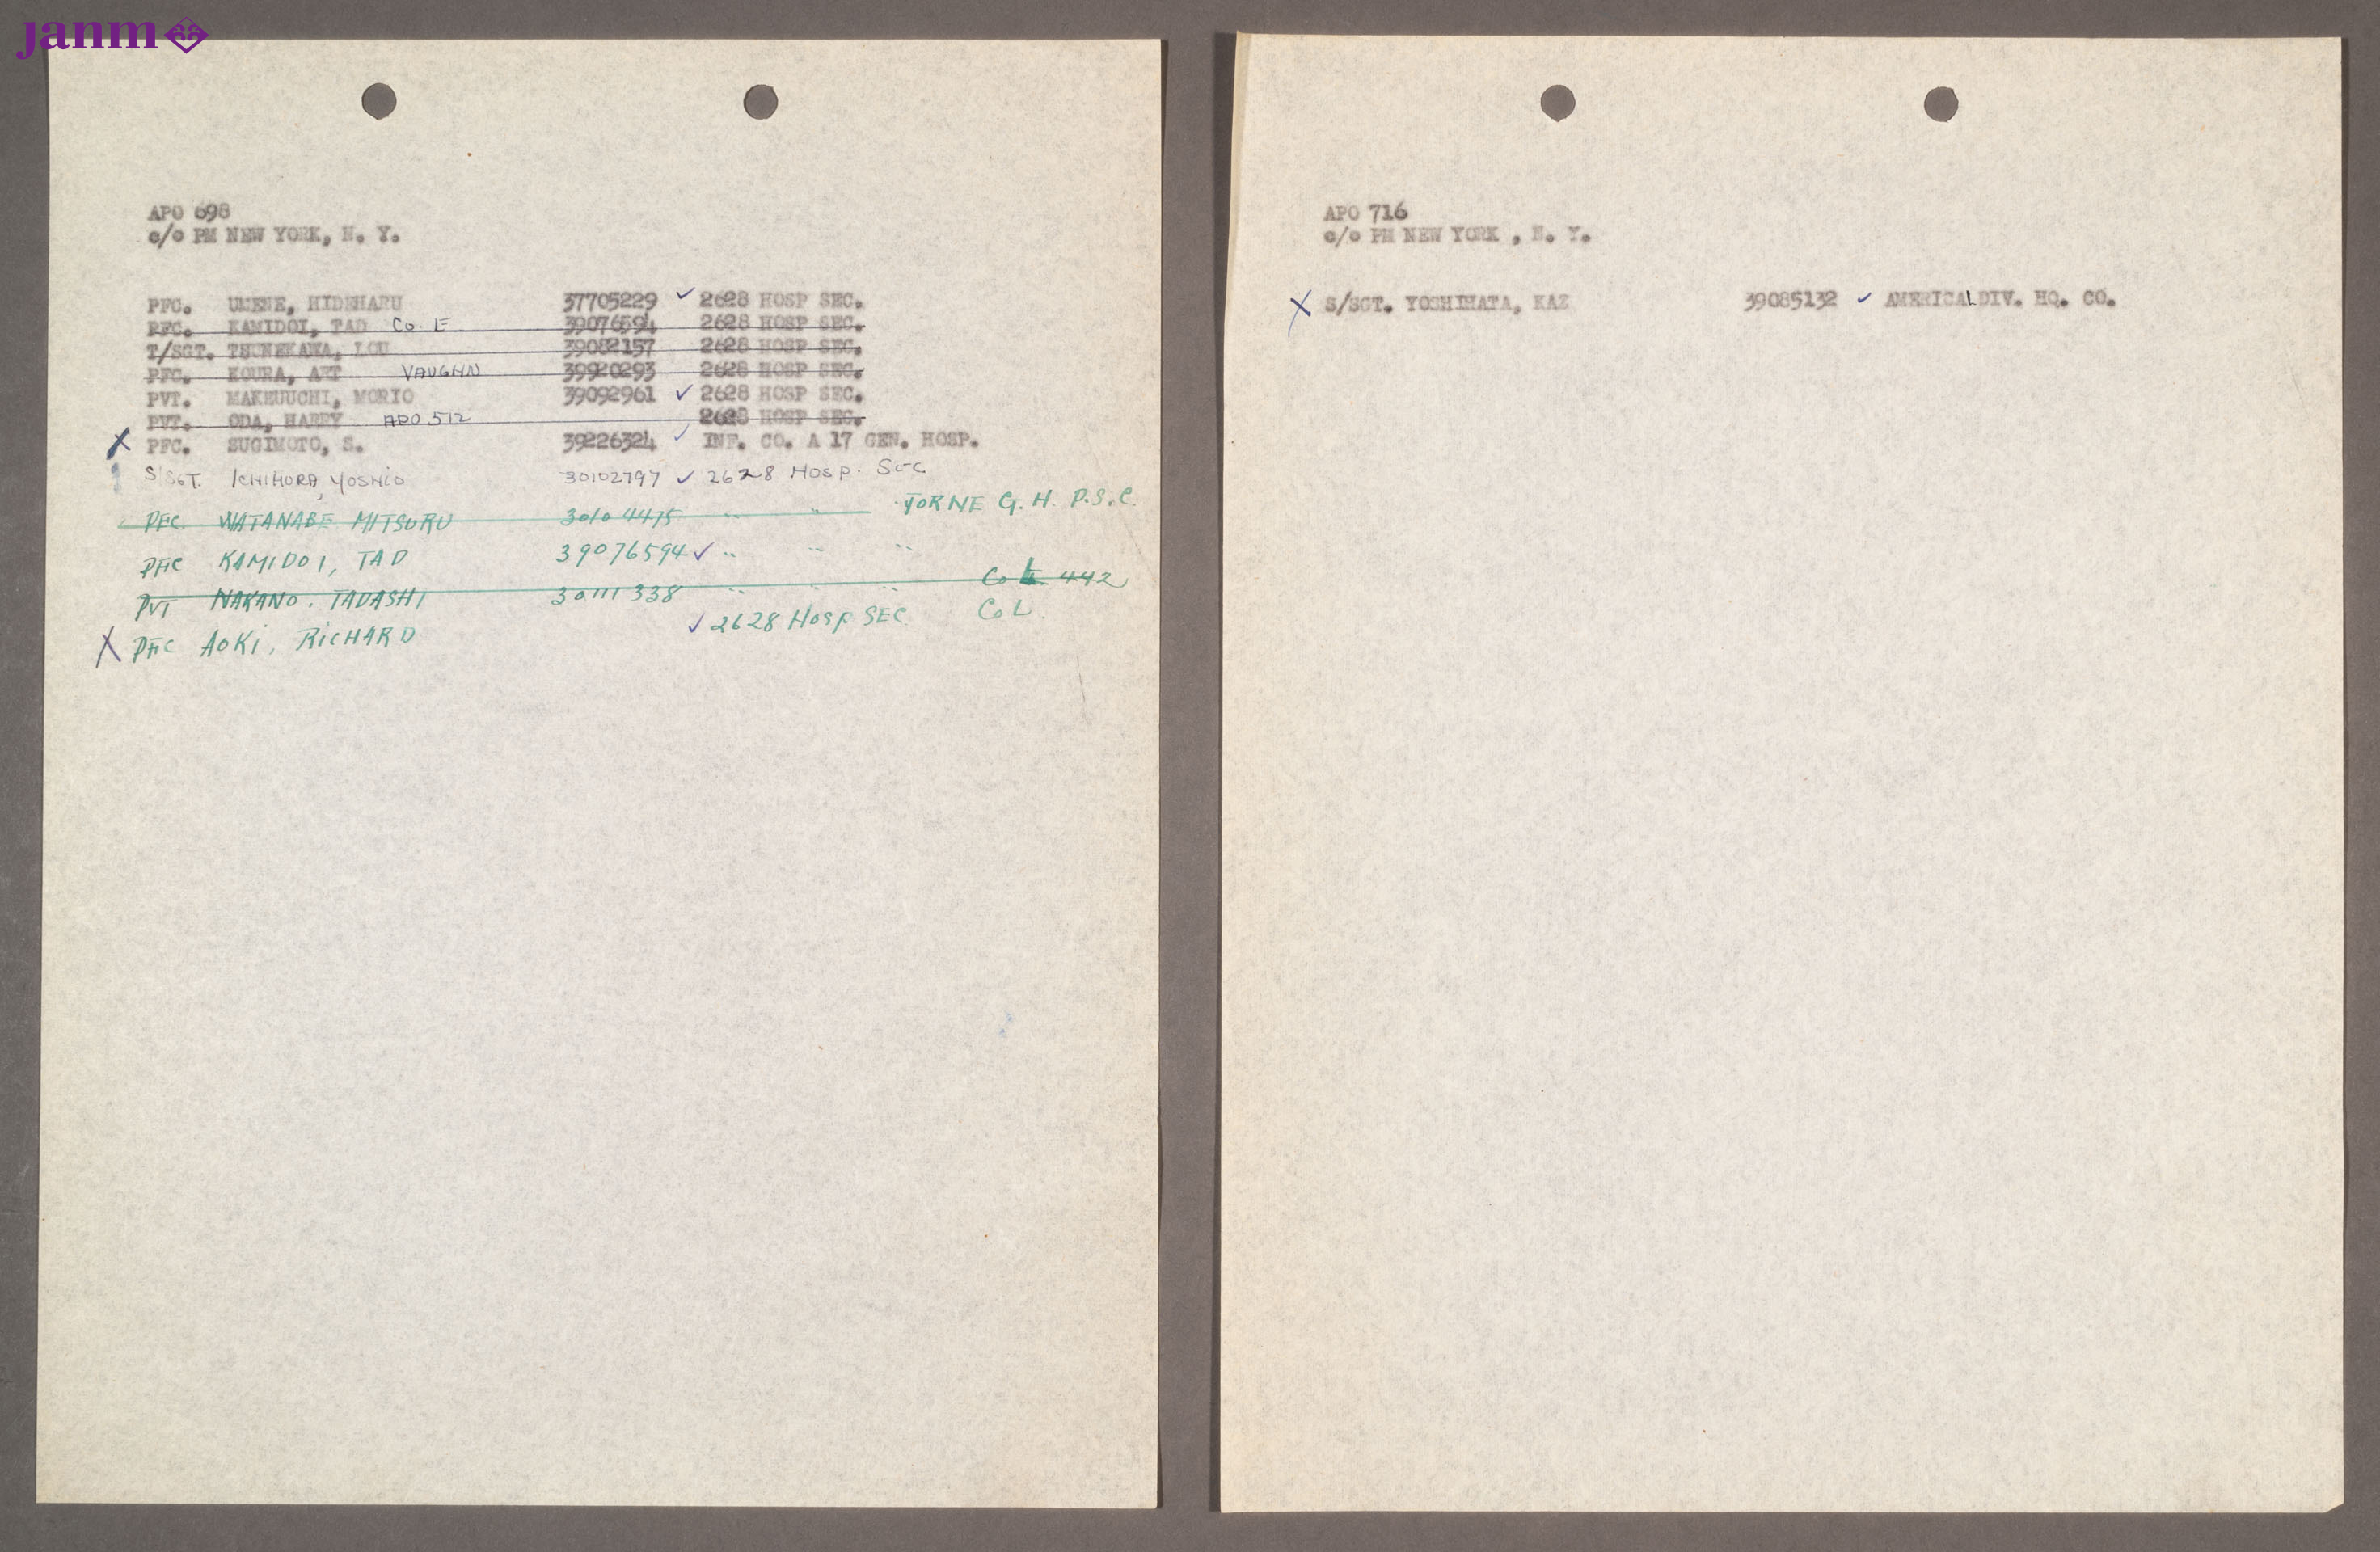 janm
APO 698
c/o PM NEW YORK, N. Y.
PFC. UMENE, HIDEHARU 37705229 ✓ 2628 HOSP SEC.
PFC. KAMIDOI, TAD Co. E 39076594 2628 HOSP SEC.
T/SGT. TSUNEKAWA, LOU 39082157 2628 HOSP SEC.
PFC. KOURA, ART VAUGHN 39920293 2628 HOSP SEC.
PVT. MAKEUUCHI, MORIO 39092961 ✓ 2628 HOSP SEC.
PVT. ODA, HARRY APO 512 2628 HOSP SEC.
X PFC. SUGIMOTO, S. 39226324 ✓ INF. CO. A 17 GEN. HOSP.
S/SGT. ICHIHORA, YOSHIO 30102797 ✓ 2628 HOSP. SEC
PFC. WATANABE MITSURU 30104475 " " TORNE G. H. P.S.C.
PFC KAMIDOI, TAD 39076594 ✓ " " "
PVT NAKANO. TADASHI 30111338 " " " Co L 442
X PFC AOKI, RICHARD ✓ 2628 HOSP SEC. Co L
APO 716
c/o PM NEW YORK , N. Y.
X S/SGT. YOSHIHATA, KAZ 39085132 ✓ AMERICAL DIV. HQ. CO.